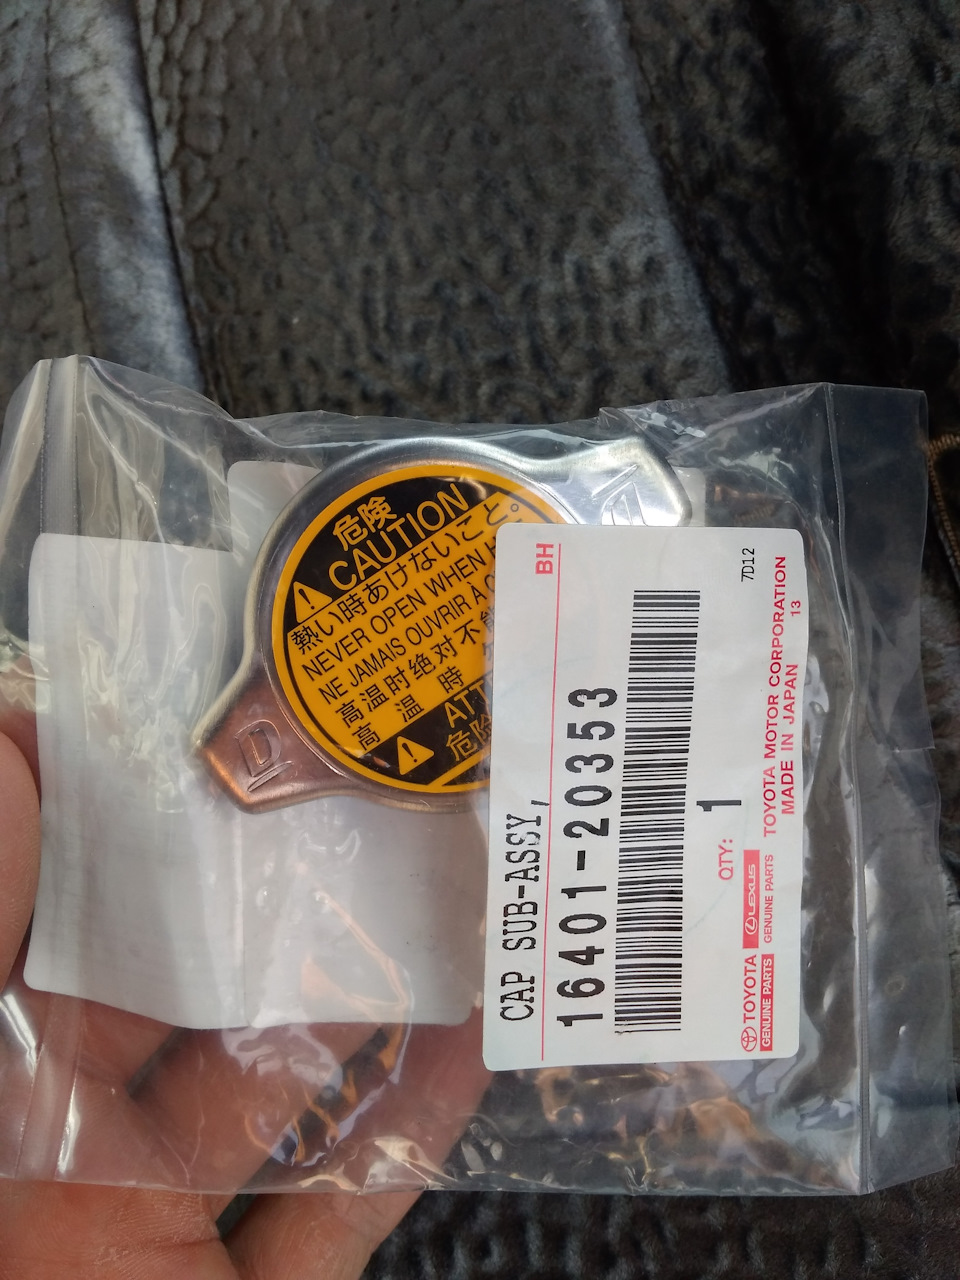 危険
CAUTION
熱い時あけないこと。
NEVER OPEN WHEN
NE JAMAIS OUVRIR À
高温时绝对不能
高温時
ATT
危険
D
CAP SUB-ASSY,
BH
16401-20353
QTY: 1
7D12
TOYOTA GENUINE PARTS
LEXUS GENUINE PARTS
TOYOTA MOTOR CORPORATION
MADE IN JAPAN 13